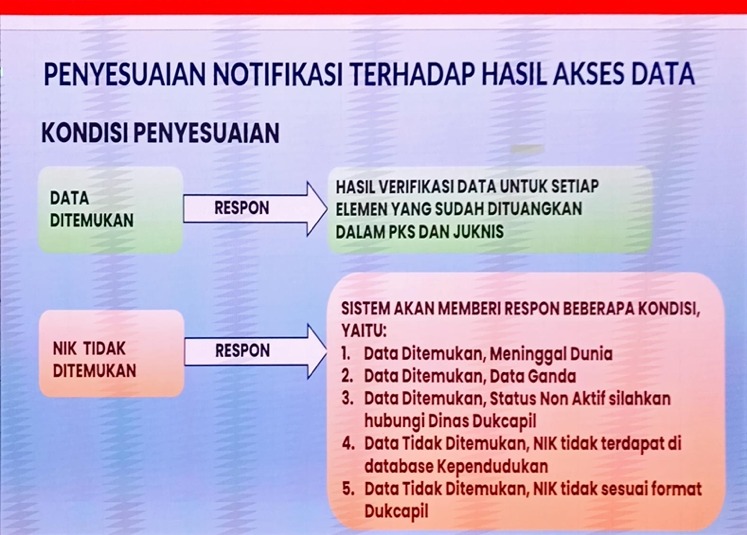 PENYESUAIAN NOTIFIKASI TERHADAP HASIL AKSES DATA
KONDISI PENYESUAIAN
DATA
DITEMUKAN
RESPON
HASIL VERIFIKASI DATA UNTUK SETIAP
ELEMEN YANG SUDAH DITUANGKAN
DALAM PKS DAN JUKNIS
NIK TIDAK
DITEMUKAN
RESPON
SISTEM AKAN MEMBERI RESPON BEBERAPA KONDISI,
YAITU:
1. Data Ditemukan, Meninggal Dunia
2. Data Ditemukan, Data Ganda
3. Data Ditemukan, Status Non Aktif silahkan
hubungi Dinas Dukcapil
4. Data Tidak Ditemukan, NIK tidak terdapat di
database Kependudukan
5. Data Tidak Ditemukan, NIK tidak sesuai format
Dukcapil